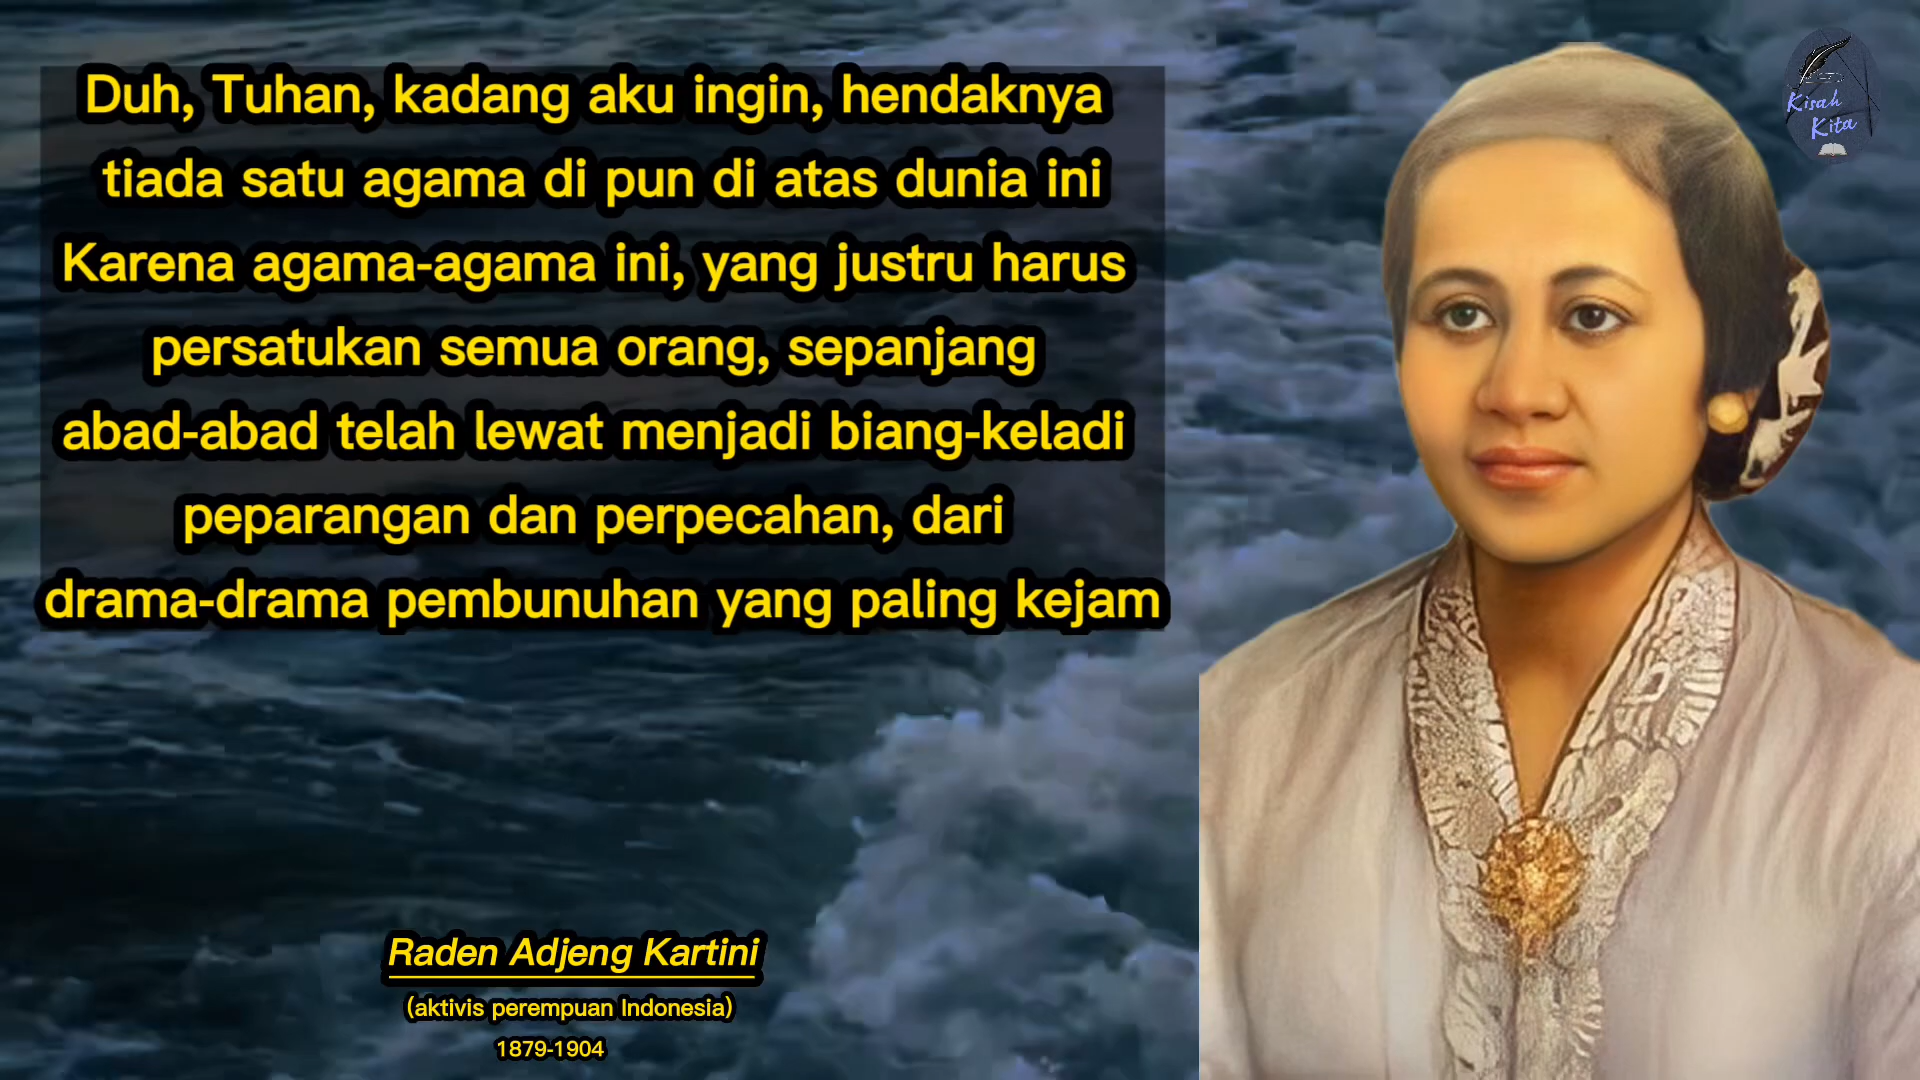 Duh, Tuhan, kadang aku ingin, hendaknya
tiada satu agama di pun di atas dunia ini
Karena agama-agama ini, yang justru harus
persatukan semua orang, sepanjang
abad-abad telah lewat menjadi biang-keladi
peparangan dan perpecahan, dari
drama-drama pembunuhan yang paling kejam
Raden Adjeng Kartini
(aktivis perempuan Indonesia)
1879-1904
Kisah
Kita